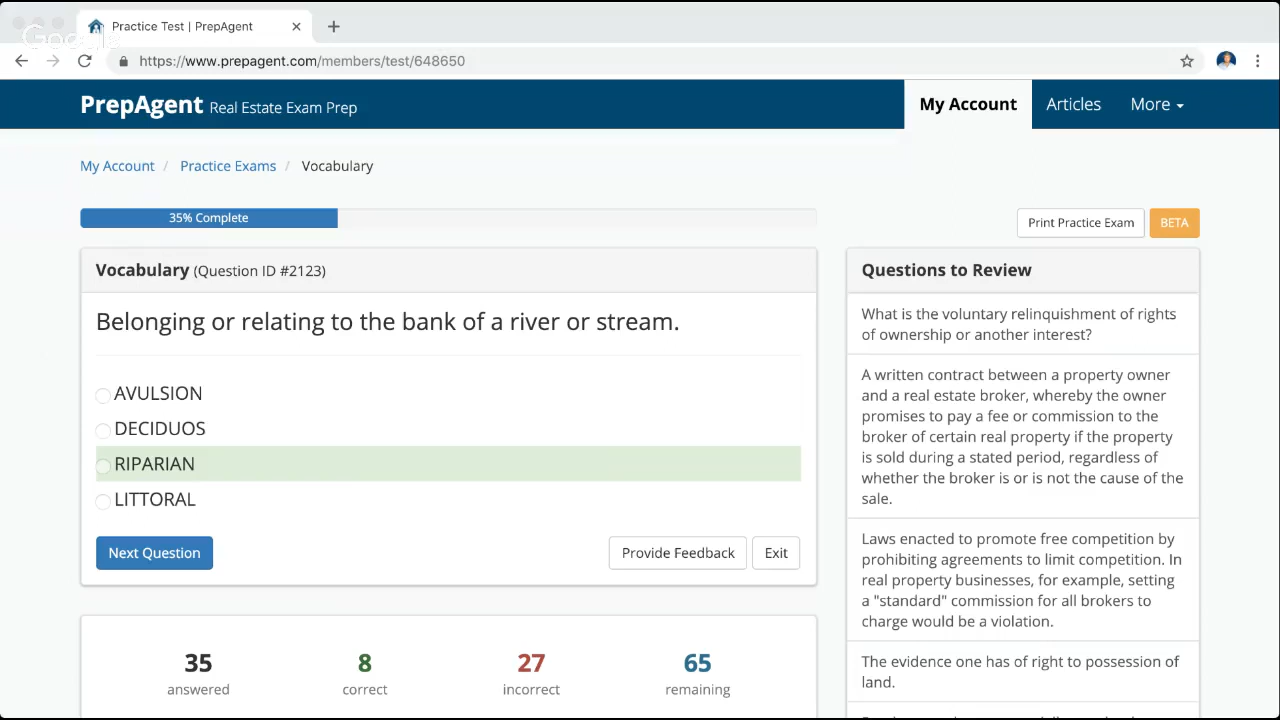 Practice Test | PrepAgent
https://www.prepagent.com/members/test/648650
PrepAgent Real Estate Exam Prep
My Account
Articles
More
My Account / Practice Exams / Vocabulary
35% Complete
Print Practice Exam
BETA
Vocabulary (Question ID #2123)
Belonging or relating to the bank of a river or stream.
AVULSION
DECIDUOS
RIPARIAN
LITTORAL
Next Question
Provide Feedback
Exit
35
8
27
65
answered
correct
incorrect
remaining
Questions to Review
What is the voluntary relinquishment of rights
of ownership or another interest?
A written contract between a property owner
and a real estate broker, whereby the owner
promises to pay a fee or commission to the
broker of certain real property if the property
is sold during a stated period, regardless of
whether the broker is or is not the cause of the
sale.
Laws enacted to promote free competition by
prohibiting agreements to limit competition. In
real property businesses, for example, setting
a "standard" commission for all brokers to
charge would be a violation.
The evidence one has of right to possession of
land.